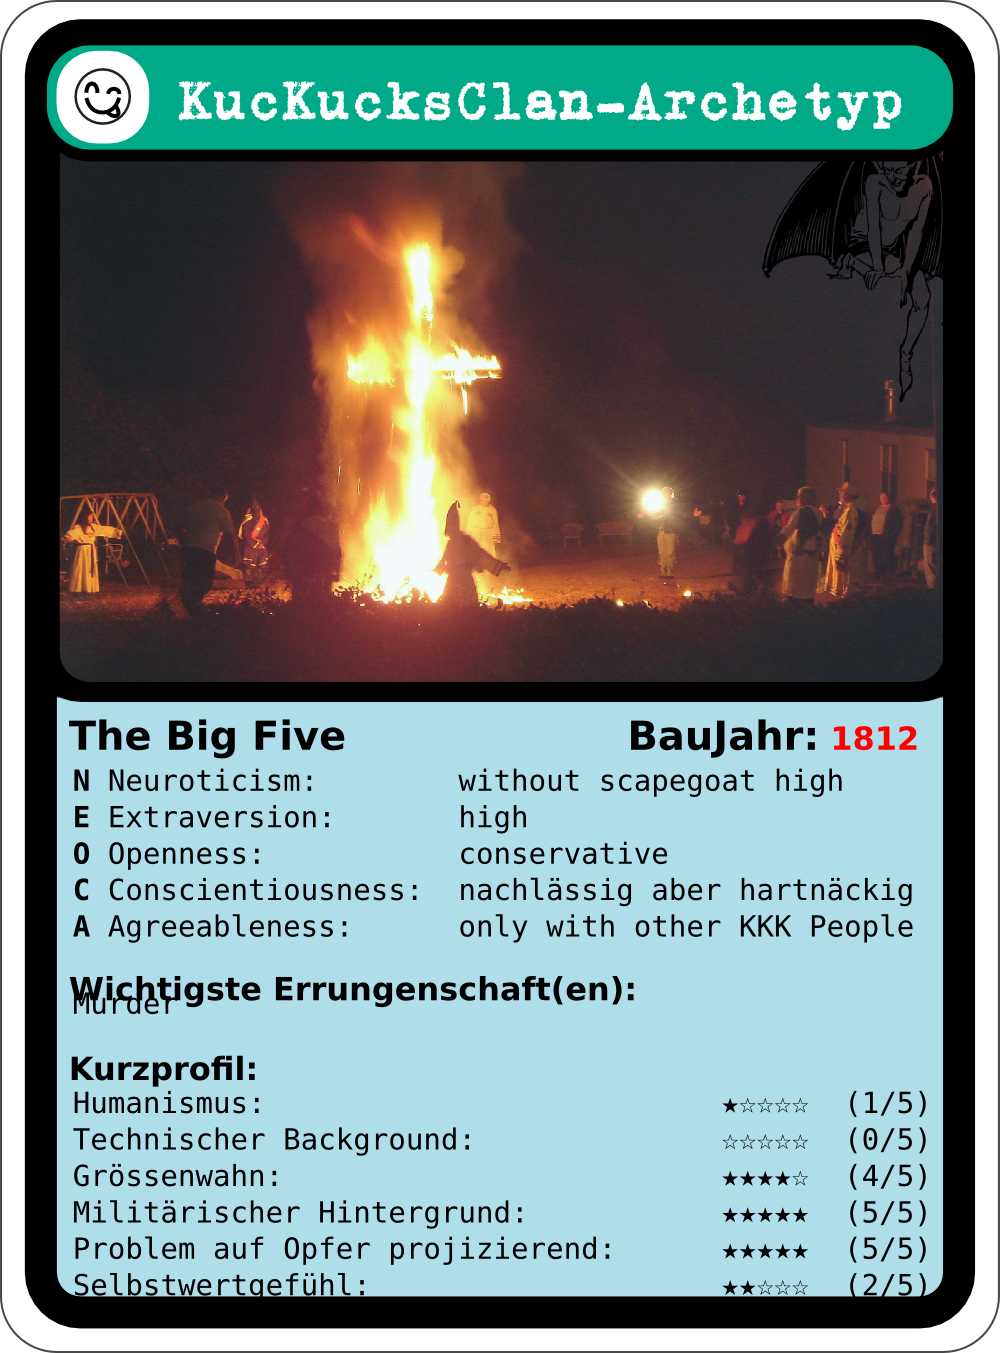 KucKucksClan-Archetyp
The Big Five BauJahr: 1812
N Neuroticism: without scapegoat high
E Extraversion: high
O Openness: conservative
C Conscientiousness: nachlässig aber hartnäckig
A Agreeableness: only with other KKK People
Wichtigste Errungenschaft(en):
Murder
Kurzprofil:
Humanismus: ★☆☆☆☆ (1/5)
Technischer Background: ☆☆☆☆☆ (0/5)
Grössenwahn: ★★★★☆ (4/5)
Militärischer Hintergrund: ★★★★★ (5/5)
Problem auf Opfer projizierend: ★★★★★ (5/5)
Selbstwertgefühl: ★★☆☆☆ (2/5)